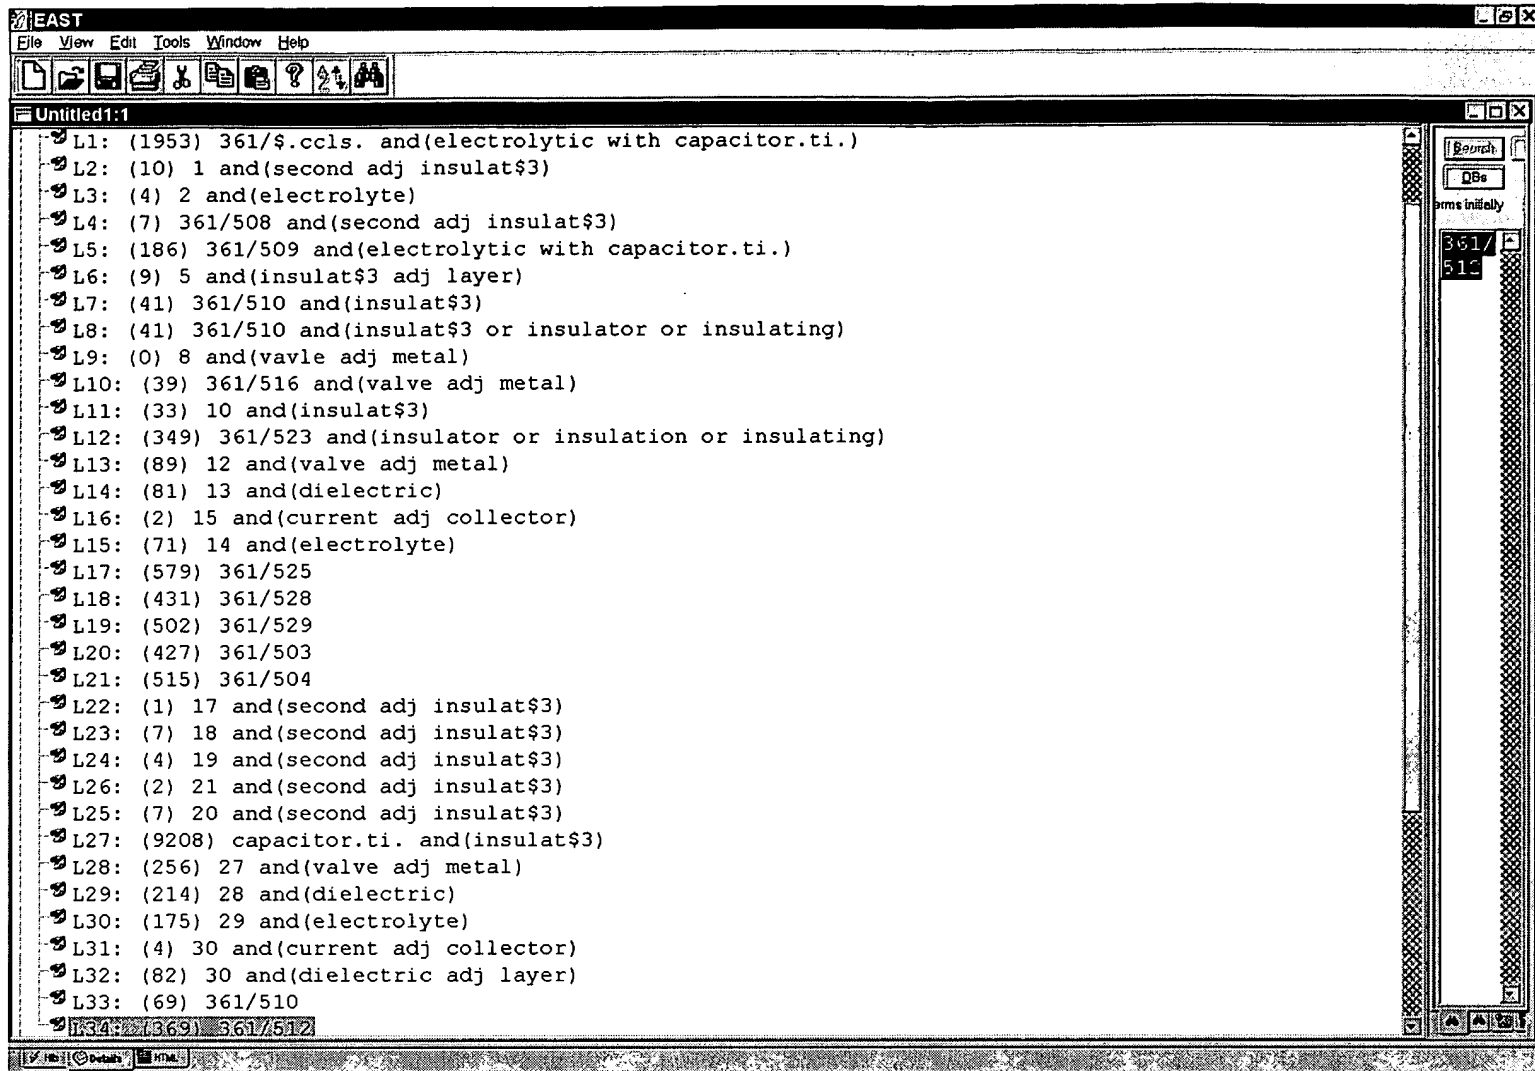 EAST
File View Edit Tools Window Help
Untitled1:1
L1: (1953) 361/$.ccls. and(electrolytic with capacitor.ti.)
L2: (10) 1 and(second adj insulat$3)
L3: (4) 2 and(electrolyte)
L4: (7) 361/508 and(second adj insulat$3)
L5: (186) 361/509 and(electrolytic with capacitor.ti.)
L6: (9) 5 and(insulat$3 adj layer)
L7: (41) 361/510 and(insulat$3)
L8: (41) 361/510 and(insulat$3 or insulator or insulating)
L9: (0) 8 and(vavle adj metal)
L10: (39) 361/516 and(valve adj metal)
L11: (33) 10 and(insulat$3)
L12: (349) 361/523 and(insulator or insulation or insulating)
L13: (89) 12 and(valve adj metal)
L14: (81) 13 and(dielectric)
L16: (2) 15 and(current adj collector)
L15: (71) 14 and(electrolyte)
L17: (579) 361/525
L18: (431) 361/528
L19: (502) 361/529
L20: (427) 361/503
L21: (515) 361/504
L22: (1) 17 and(second adj insulat$3)
L23: (7) 18 and(second adj insulat$3)
L24: (4) 19 and(second adj insulat$3)
L26: (2) 21 and(second adj insulat$3)
L25: (7) 20 and(second adj insulat$3)
L27: (9208) capacitor.ti. and(insulat$3)
L28: (256) 27 and(valve adj metal)
L29: (214) 28 and(dielectric)
L30: (175) 29 and(electrolyte)
L31: (4) 30 and(current adj collector)
L32: (82) 30 and(dielectric adj layer)
L33: (69) 361/510
L34: (369) 361/512
Search
DBs
erms initially
361/
512
Details
HTML